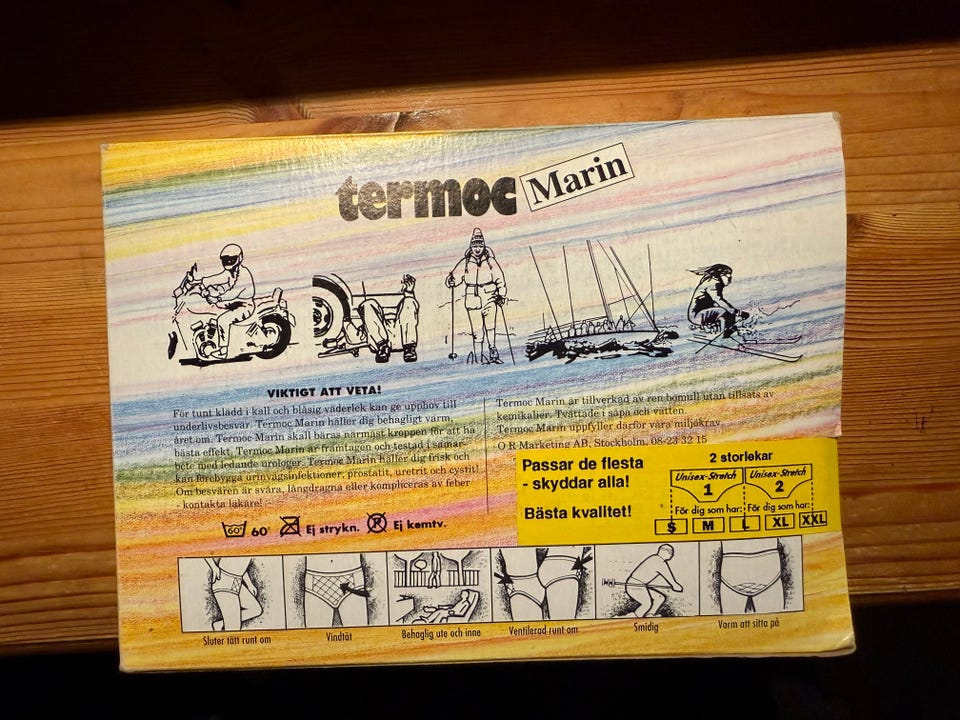 termoc Marin
VIKTIGT ATT VETA!
För tunt klädd i kall och blåsig väderlek kan ge upphov till
underlivsbesvär. Termoc Marin håller dig behagligt varm,
året om. Termoc Marin skall bäras närmast kroppen för att ha
bästa effekt. Termoc Marin är framtagen och testad i samar-
bete med ledande urologer. Termoc Marin håller dig frisk och
kan förebygga urinvägsinfektioner, prostatit, uretrit och cystit!
Om besvären är svåra, långdragna eller kompliceras av feber
- kontakta läkare!
Termoc Marin är tillverkad av ren bomull utan tillsats av
kemikalier. Tvättade i såpa och vatten.
Termoc Marin uppfyller därför våra miljökrav.
O R Marketing AB, Stockholm. 08-23 32 15
60° 60° Ej strykn. Ej kemtv.
Passar de flesta
- skyddar alla!
Bästa kvalitet!
2 storlekar
Unisex-Stretch Unisex-Stretch
1 2
För dig som har: För dig som har:
S M L XL XXL
Sluter tätt runt om Vindtät Behaglig ute och inne Ventilerad runt om Smidig Varm att sitta på